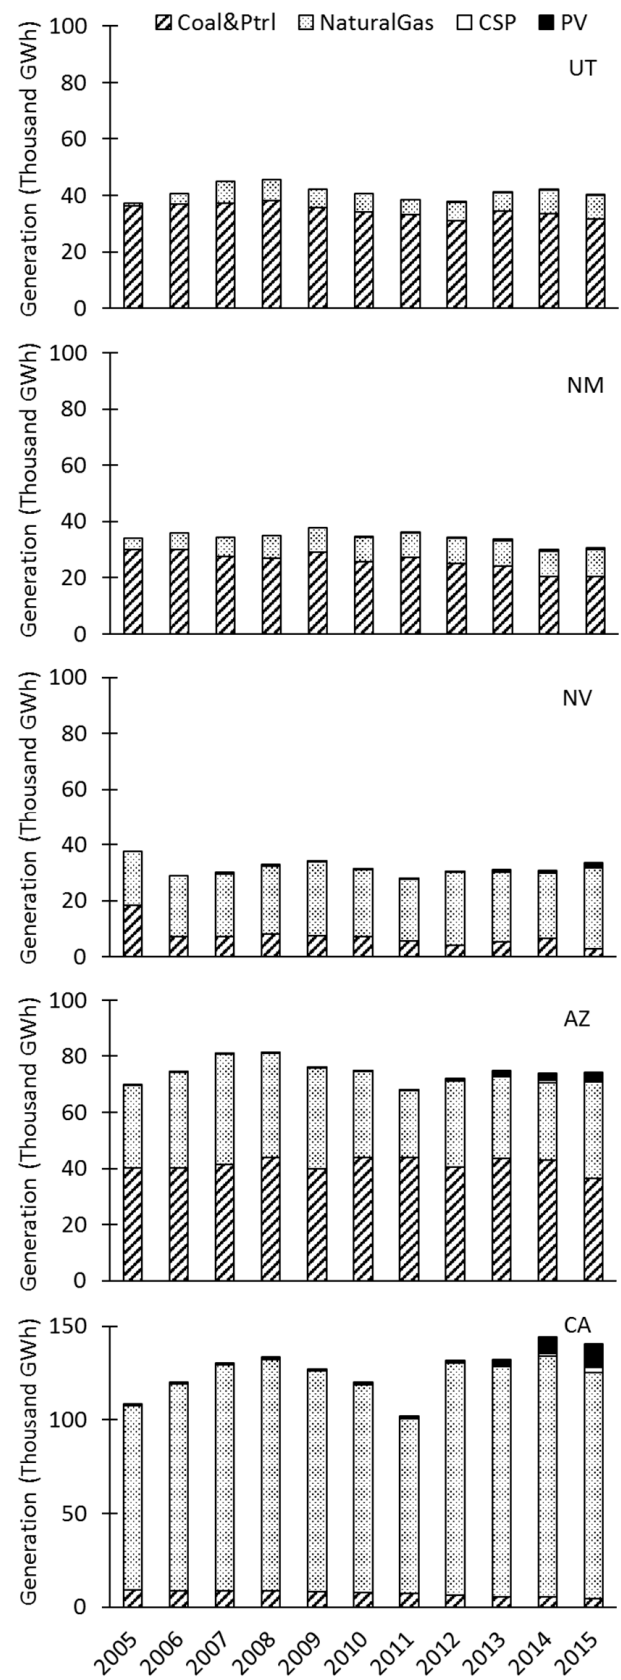 Coal&Ptrl NaturalGas CSP PV
UT
Generation (Thousand GWh)
100
80
60
40
20
0
NM
Generation (Thousand GWh)
100
80
60
40
20
0
NV
Generation (Thousand GWh)
100
80
60
40
20
0
AZ
Generation (Thousand GWh)
100
80
60
40
20
0
CA
Generation (Thousand GWh)
150
100
50
0
2005 2006 2007 2008 2009 2010 2011 2012 2013 2014 2015